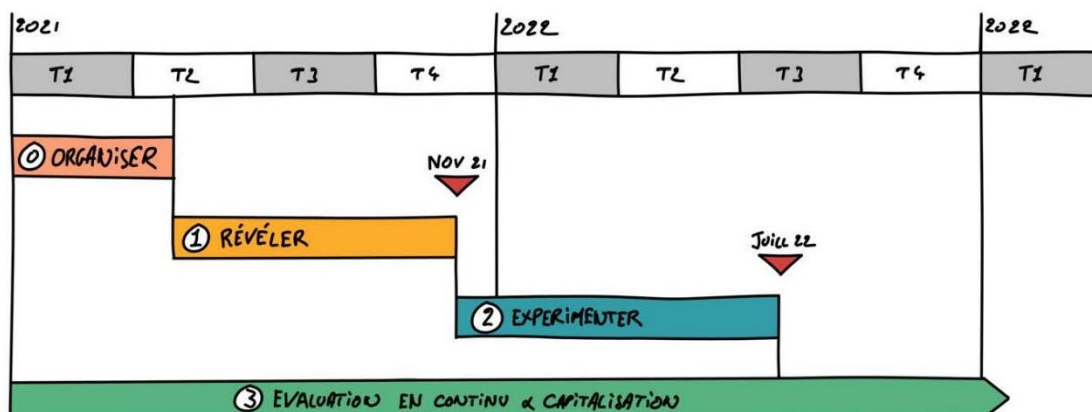 2021 2022 2022
T1 T2 T3 T4 T1 T2 T3 T4 T1
0 ORGANiSER
NOV 21
1 RÉVÉLER
JUiLL 22
2 EXPERiMENTER
3 EVALUATiON EN CONTiNU & CAPiTALiSATiON